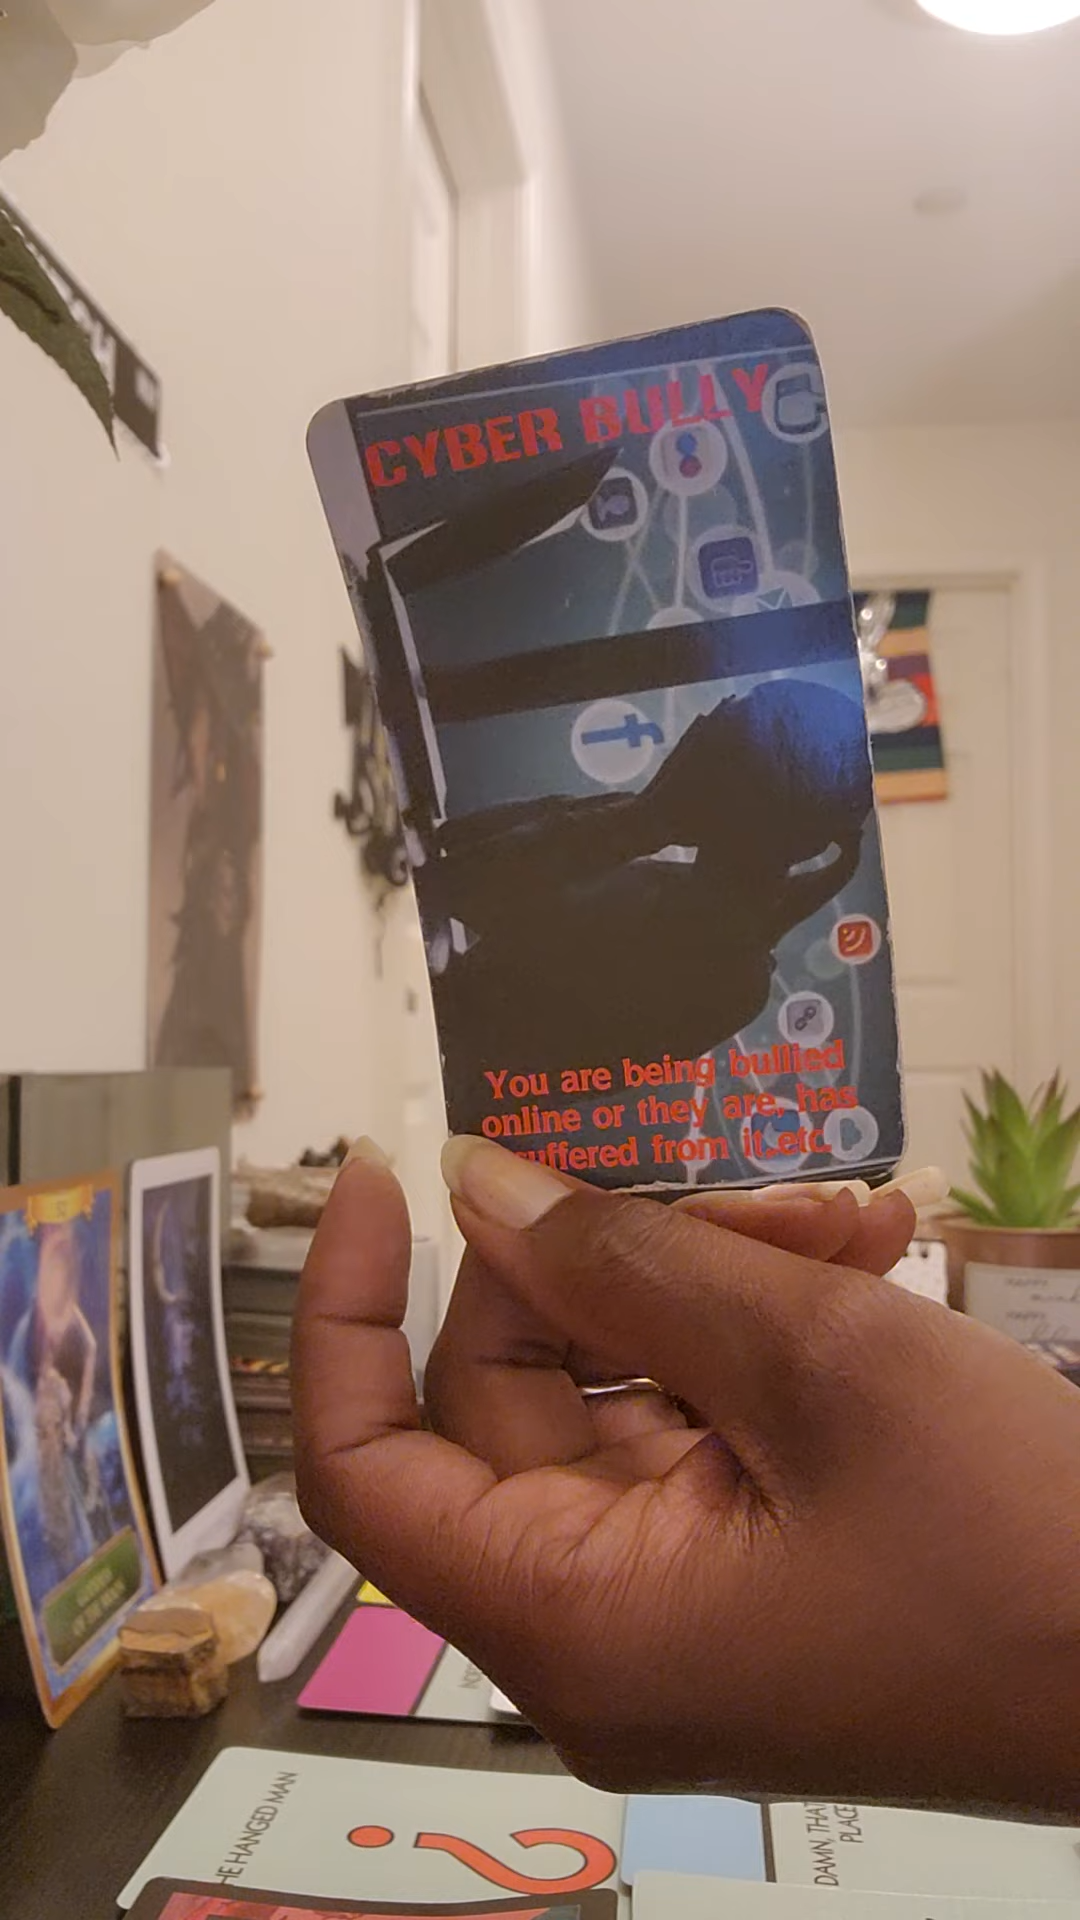 CYBER BULLY
You are being bullied
online or they are, has
suffered from it.etc.
HE HANGED MAN
DAMN, THAT
PLACE